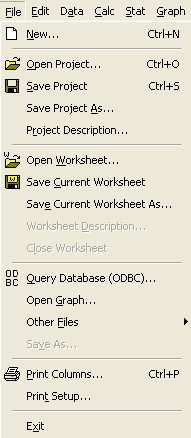 File Edit Data Calc Stat Graph
New... Ctrl+N
Open Project... Ctrl+O
Save Project Ctrl+S
Save Project As...
Project Description...
W
Open Worksheet...
W
Save Current Worksheet
Save Current Worksheet As...
Worksheet Description...
Close Worksheet
OD
BC
Query Database (ODBC)...
Open Graph...
Other Files
Save As...
Print Columns... Ctrl+P
Print Setup...
Exit